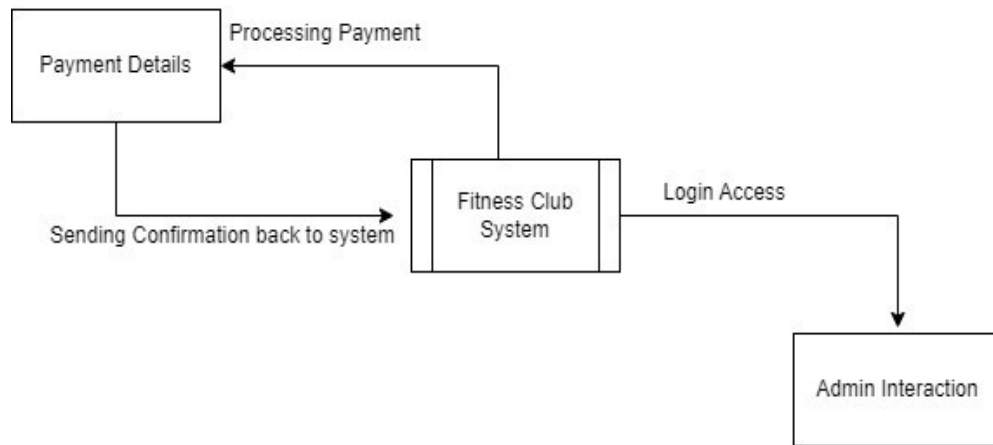 Processing Payment
Payment Details
Fitness Club
System
Login Access
Sending Confirmation back to system
Admin Interaction